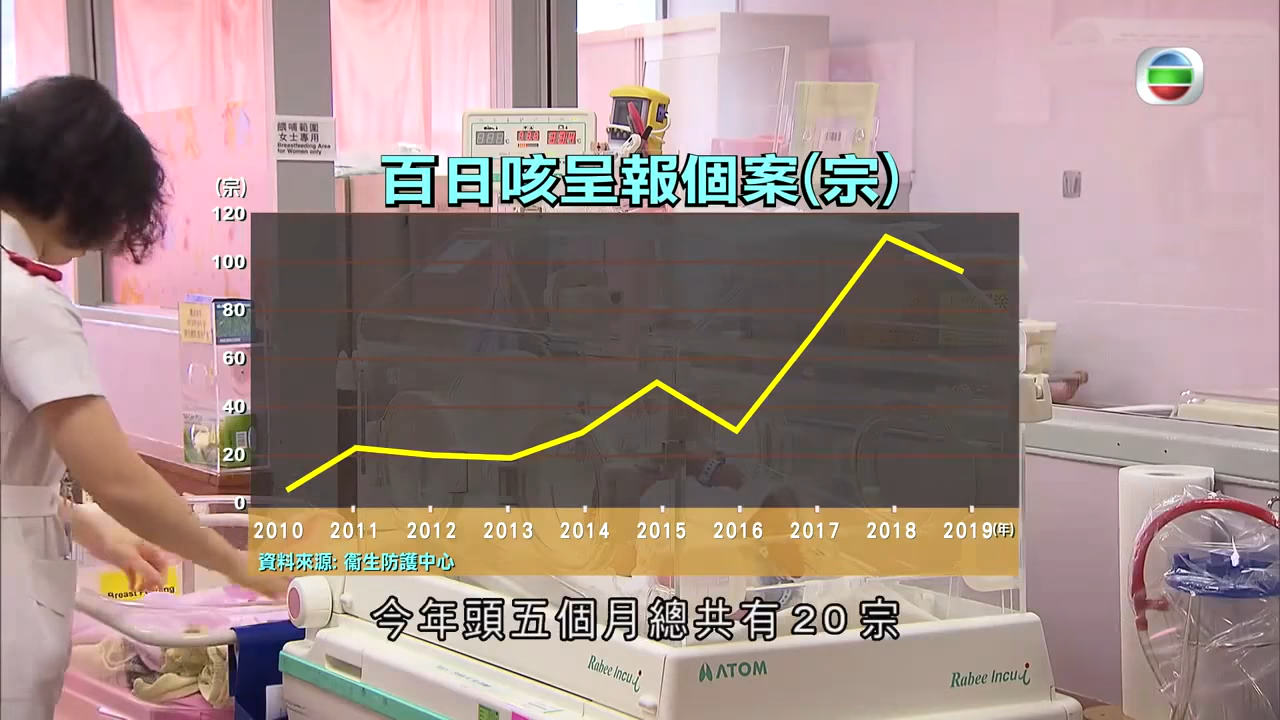 餵哺範圍
女士專用
Breastfeeding Area
for Women only
百日咳呈報個案(宗)
(宗)
120
100
80
60
40
20
0
2010 2011 2012 2013 2014 2015 2016 2017 2018 2019(年)
資料來源: 衞生防護中心
今年頭五個月總共有20宗
Rabee Incu i
ATOM
Rabee Incu i